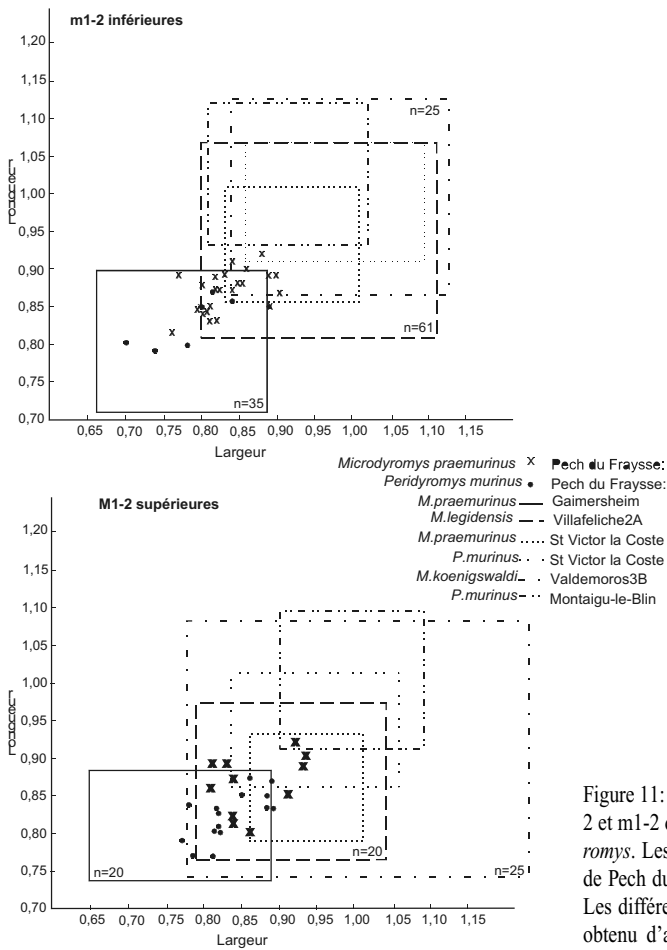 m1-2 inférieures
1,20
1,15
1,10
1,05
1,00
0,95
0,90
0,85
0,80
0,75
0,70
Longueur
n=25
n=61
n=35
0,65 0,70 0,75 0,80 0,85 0,90 0,95 1,00 1,05 1,10 1,15
Largeur
Microdyromys praemurinus x Pech du Fraysse:
Peridyromys murinus • Pech du Fraysse:
M.praemurinus Gaimersheim
M.legidensis Villafeliche2A
M.praemurinus St Victor la Coste
P.murinus St Victor la Coste
M.koenigswaldi Valdemoros3B
P.murinus Montaigu-le-Blin
M1-2 supérieures
1,20
1,15
1,10
1,05
1,00
0,95
0,90
0,85
0,80
0,75
0,70
Longueur
n=20
n=20
n=25
0,65 0,70 0,75 0,80 0,85 0,90 0,95 1,00 1,05 1,10 1,15
Largeur
Figure 11:
2 et m1-2
romys. Les
de Pech du
Les différe
obtenu d'a